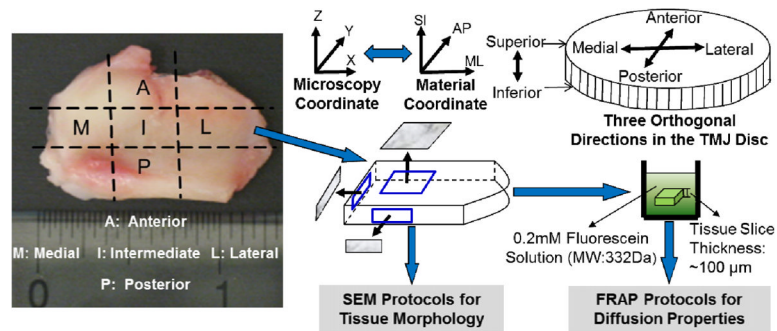 A
M
I
L
P
A: Anterior
M: Medial I: Intermediate L: Lateral
P: Posterior
0
1
Z
Y
X
Microscopy
Coordinate
SI
AP
ML
Material
Coordinate
Superior
Inferior
Anterior
Medial
Lateral
Posterior
Three Orthogonal
Directions in the TMJ Disc
0.2mM Fluorescein
Solution (MW:332Da)
Tissue Slice
Thickness:
~100 µm
SEM Protocols for
Tissue Morphology
FRAP Protocols for
Diffusion Properties